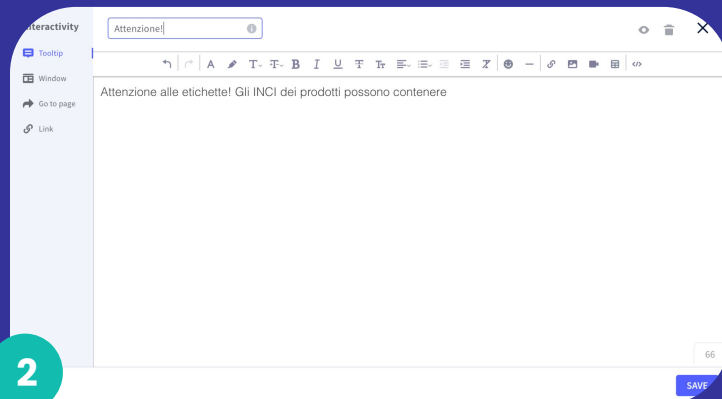 Interactivity
Attenzione!
Tooltip
Window
Go to page
Link
Attenzione alle etichette! Gli INCI dei prodotti possono contenere
66
2
SAVE